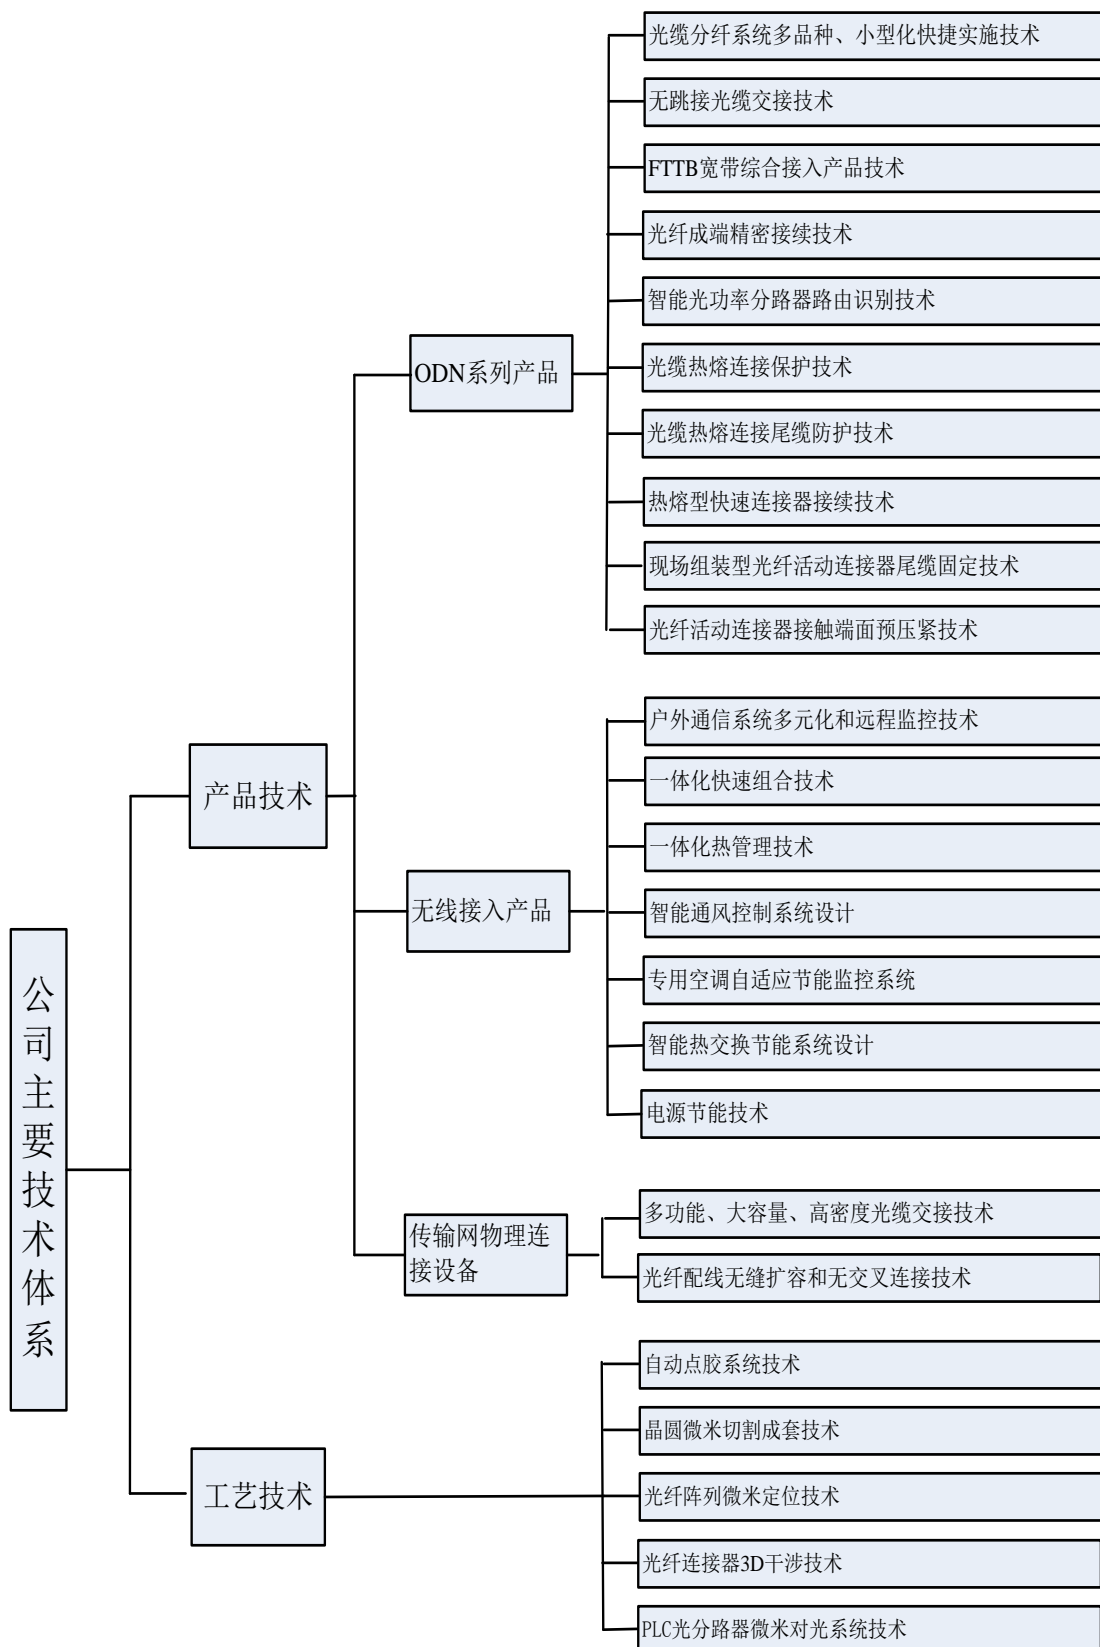 公司主要技术体系
产品技术
ODN系列产品
光缆分纤系统多品种、小型化快捷实施技术
无跳接光缆交接技术
FTTB宽带综合接入产品技术
光纤成端精密接续技术
智能光功率分路器路由识别技术
光缆热熔连接保护技术
光缆热熔连接尾缆防护技术
热熔型快速连接器接续技术
现场组装型光纤活动连接器尾缆固定技术
光纤活动连接器接触端面预压紧技术
无线接入产品
户外通信系统多元化和远程监控技术
一体化快速组合技术
一体化热管理技术
智能通风控制系统设计
专用空调自适应节能监控系统
智能热交换节能系统设计
电源节能技术
传输网物理连
接设备
多功能、大容量、高密度光缆交接技术
光纤配线无缝扩容和无交叉连接技术
工艺技术
自动点胶系统技术
晶圆微米切割成套技术
光纤阵列微米定位技术
光纤连接器3D干涉技术
PLC光分路器微米对光系统技术